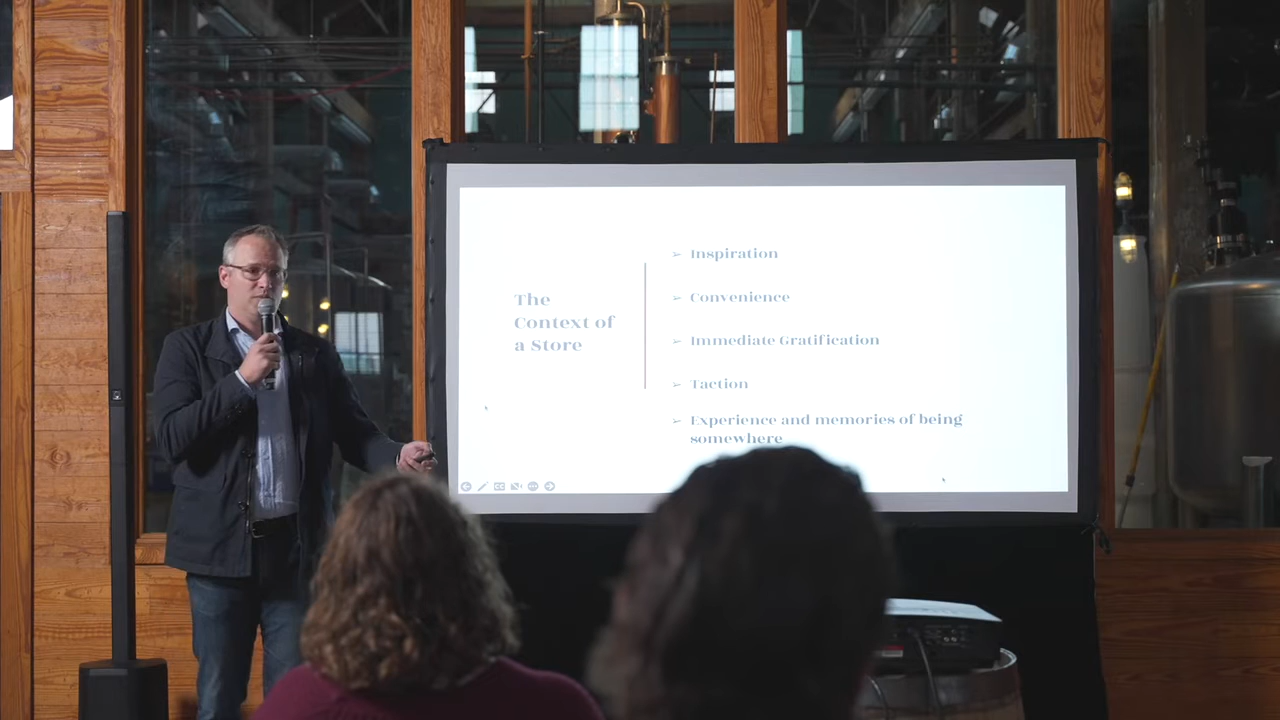 The
Context of
a Store
➢ Inspiration
➢ Convenience
➢ Immediate Gratification
➢ Taction
➢ Experience and memories of being
somewhere